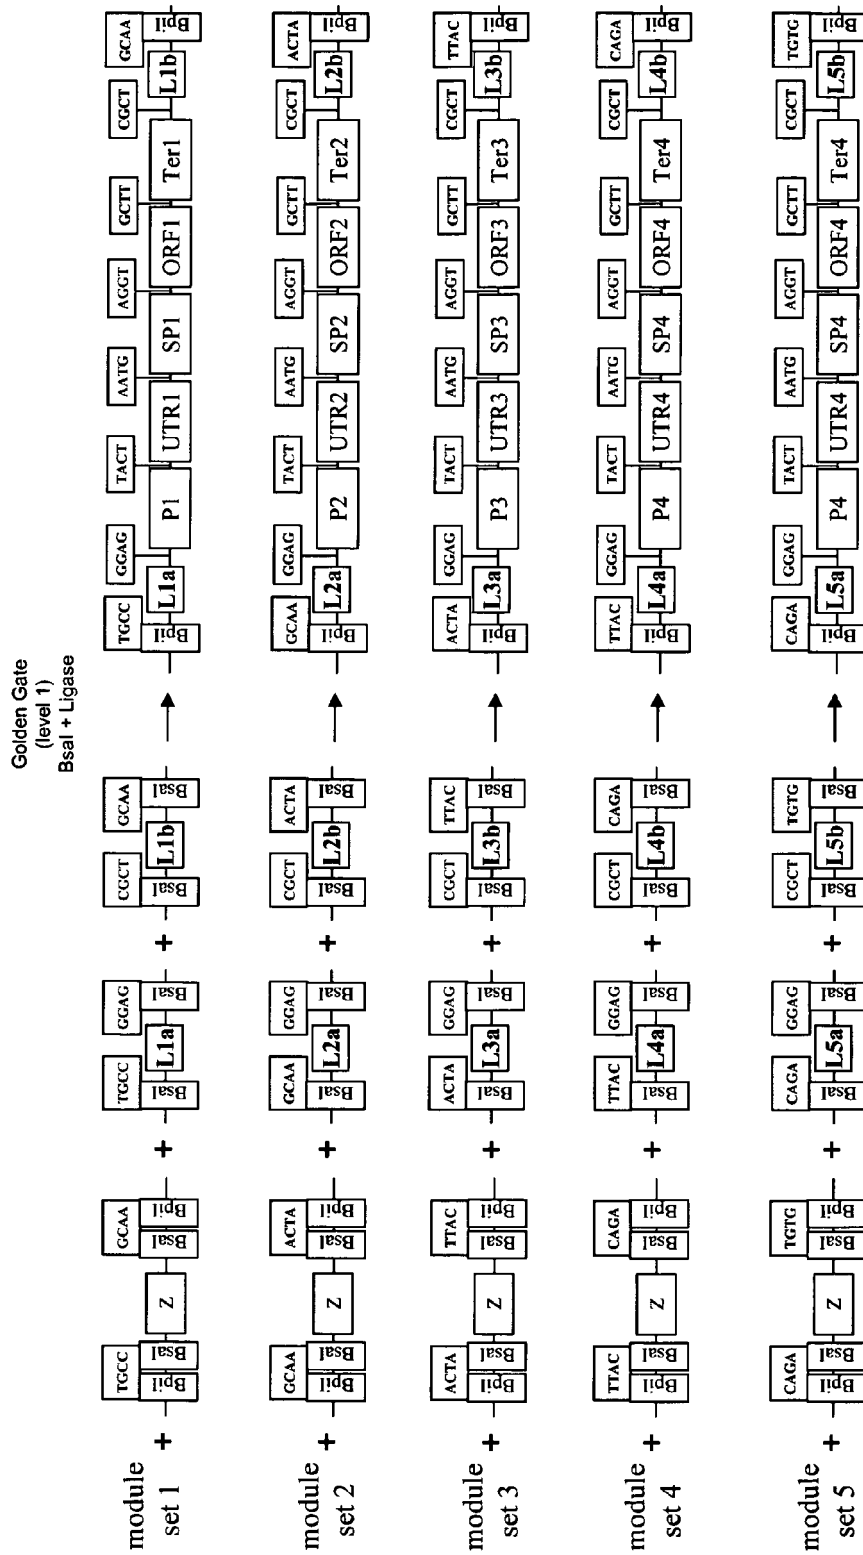 Golden Gate
(level 1)
BsaI + Ligase
module
set 1
+
TGCC GCAA
BpiI BsaI Z BsaI BpiI
+
TGCC GGAG
BsaI L1a BsaI
+
CGCT GCAA
BsaI L1b BsaI
TGCC GGAG TACT AATG AGGT GCTT CGCT GCAA
BpiI L1a P1 UTR1 SP1 ORF1 Ter1 L1b BpiI
module
set 2
+
GCAA ACTA
BpiI BsaI Z BsaI BpiI
+
GCAA GGAG
BsaI L2a BsaI
+
CGCT ACTA
BsaI L2b BsaI
GCAA GGAG TACT AATG AGGT GCTT CGCT ACTA
BpiI L2a P2 UTR2 SP2 ORF2 Ter2 L2b BpiI
module
set 3
+
ACTA TTAC
BpiI BsaI Z BsaI BpiI
+
ACTA GGAG
BsaI L3a BsaI
+
CGCT TTAC
BsaI L3b BsaI
ACTA GGAG TACT AATG AGGT GCTT CGCT TTAC
BpiI L3a P3 UTR3 SP3 ORF3 Ter3 L3b BpiI
module
set 4
+
TTAC CAGA
BpiI BsaI Z BsaI BpiI
+
TTAC GGAG
BsaI L4a BsaI
+
CGCT CAGA
BsaI L4b BsaI
TTAC GGAG TACT AATG AGGT GCTT CGCT CAGA
BpiI L4a P4 UTR4 SP4 ORF4 Ter4 L4b BpiI
module
set 5
+
CAGA TGTG
BpiI BsaI Z BsaI BpiI
+
CAGA GGAG
BsaI L5a BsaI
+
CGCT TGTG
BsaI L5b BsaI
CAGA GGAG TACT AATG AGGT GCTT CGCT TGTG
BpiI L5a P4 UTR4 SP4 ORF4 Ter4 L5b BpiI